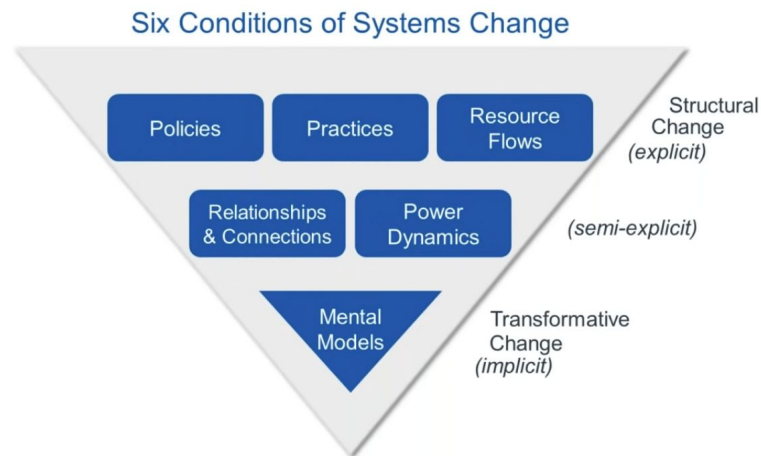 Six Conditions of Systems Change
Policies
Practices
Resource
Flows
Structural
Change
(explicit)
Relationships
& Connections
Power
Dynamics
(semi-explicit)
Mental
Models
Transformative
Change
(implicit)